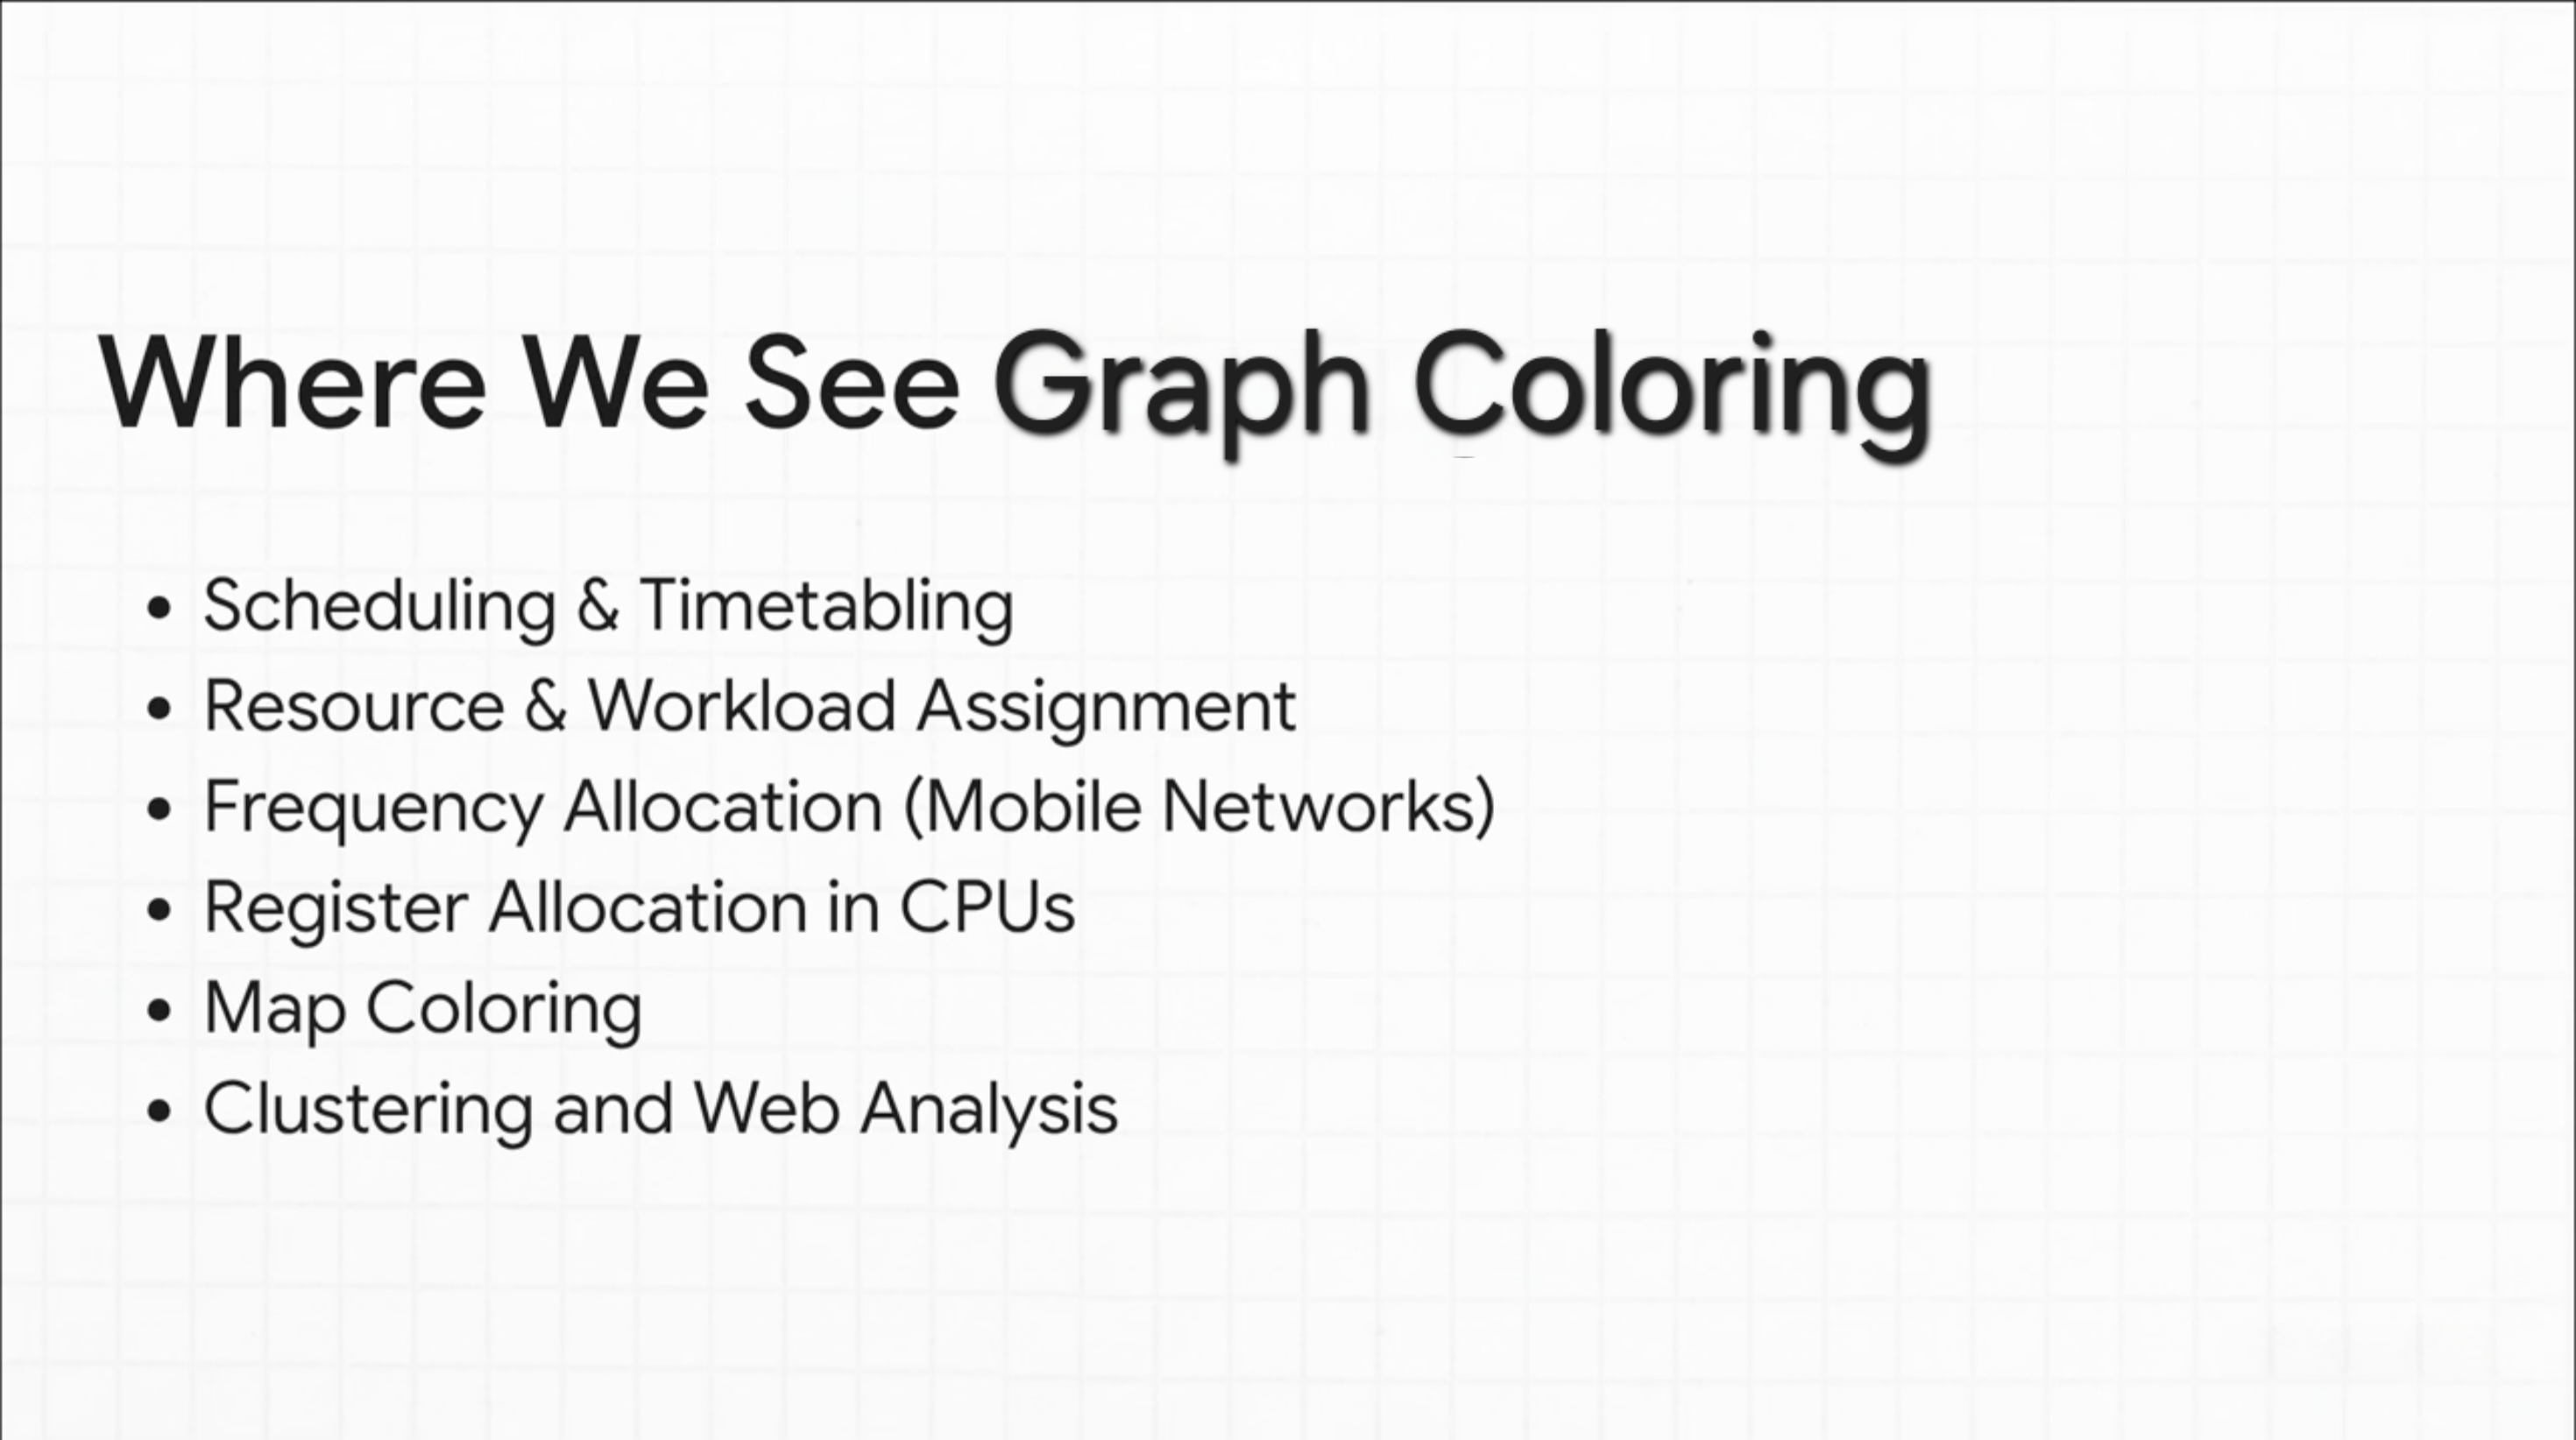 Where We See Graph Coloring
• Scheduling & Timetabling
• Resource & Workload Assignment
• Frequency Allocation (Mobile Networks)
• Register Allocation in CPUs
• Map Coloring
• Clustering and Web Analysis